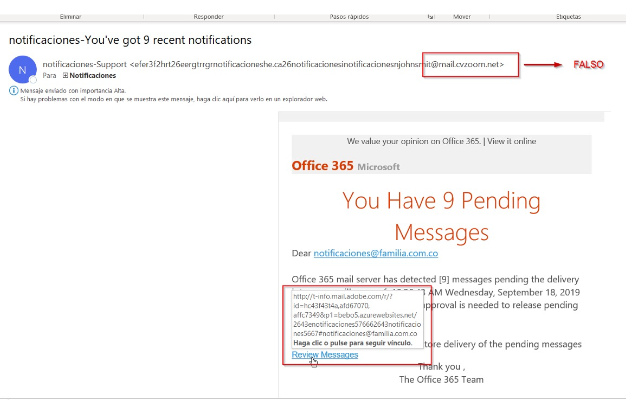 Eliminar Responder Pasos rápidos Mover Etiquetas
notificaciones-You've got 9 recent notifications
N
notificaciones-Support <efer3f2hrt26eergtrrgrnotificacioneshe.ca26notificacionesinotificacionesnjohnsmit@mail.cvzoom.net>
FALSO
Para Notificaciones
Mensaje enviado con importancia Alta.
Si hay problemas con el modo en que se muestra este mensaje, haga clic aquí para verlo en un explorador web.
We value your opinion on Office 365. | View it online
Office 365 Microsoft
You Have 9 Pending
Messages
Dear notificaciones@familia.com.co
Office 365 mail server has detected [9] messages pending the delivery
AM Wednesday, September 18, 2019
approval is needed to release pending
http://t-info.mail.adobe.com/r/?
id=hc43f43t4a,afd67070,
affc7349&p1=bebo5.azurewebsites.net/
2643enotificaciones576662643notificacio
nes5667#notificaciones@familia.com.co
Haga clic o pulse para seguir vínculo.
tore delivery of the pending messages
Review Messages
Thank you ,
The Office 365 Team